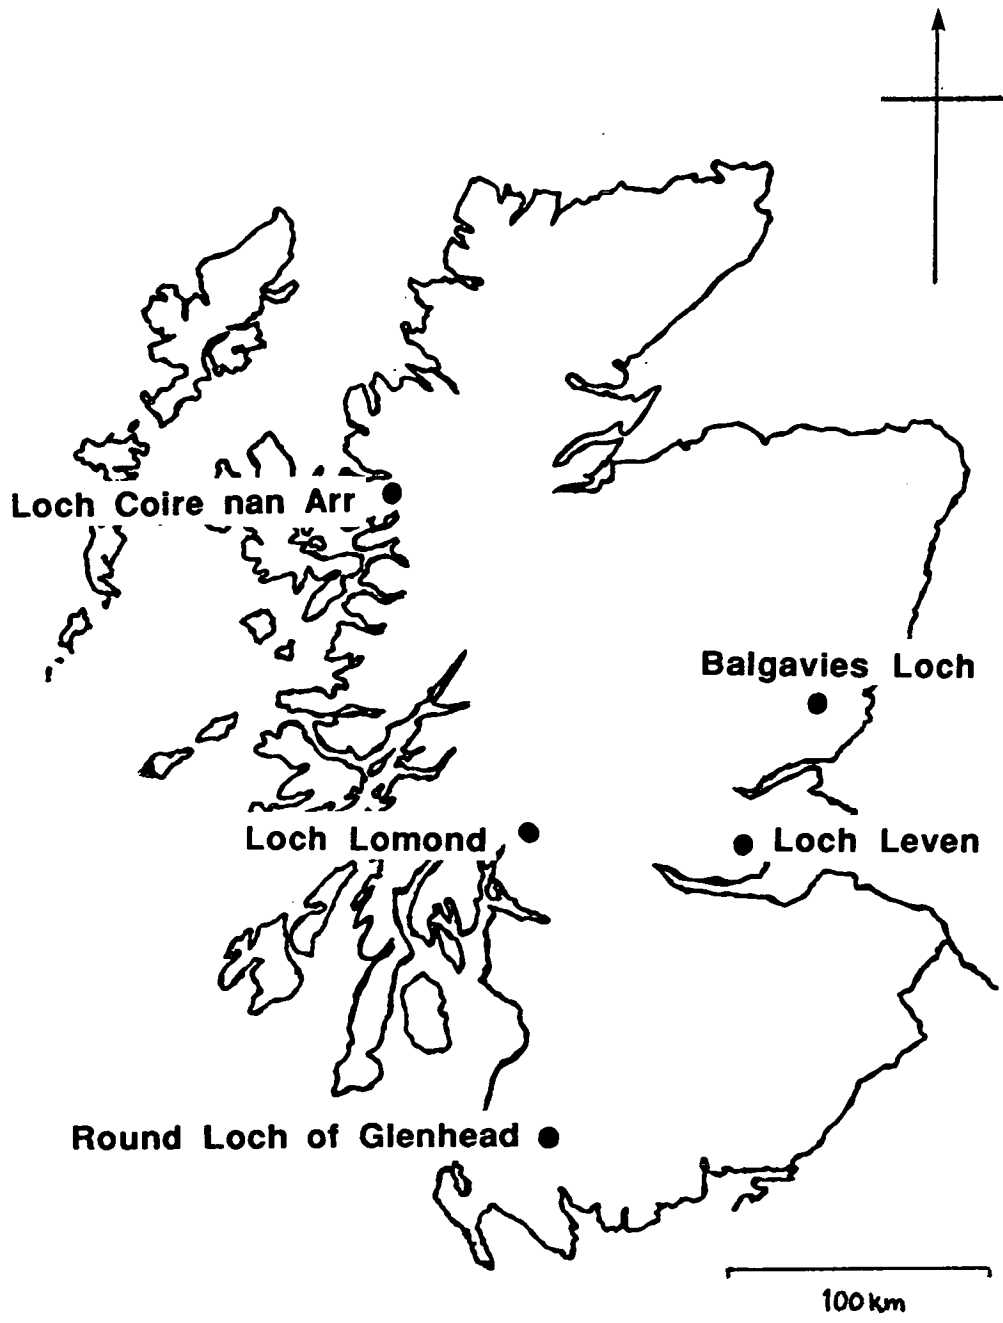 Loch Coire nan Arr
Balgavies Loch
Loch Lomond
Loch Leven
Round Loch of Glenhead
100 km